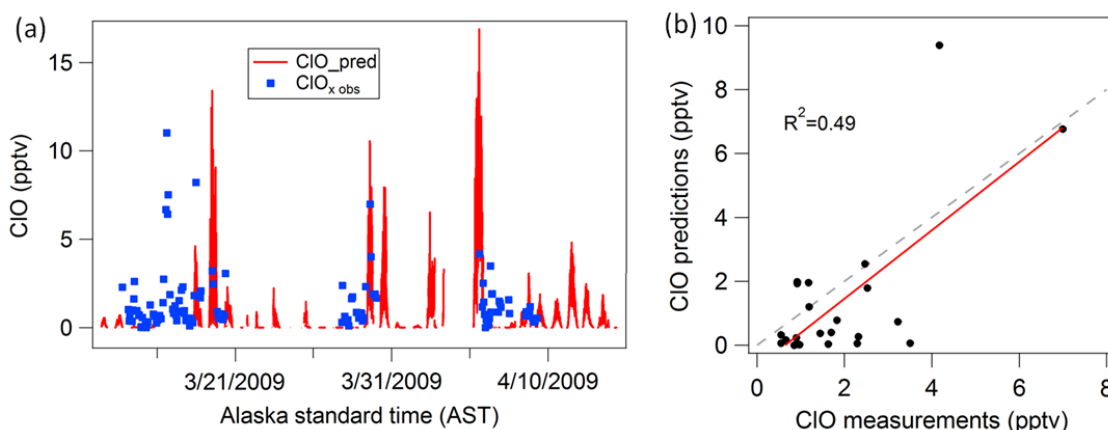 (a)
ClO (pptv)
15
10
5
0
ClO_pred
ClOx obs
3/21/2009
3/31/2009
4/10/2009
Alaska standard time (AST)
(b)
ClO predictions (pptv)
10
8
6
4
2
0
R2=0.49
0
2
4
6
8
ClO measurements (pptv)